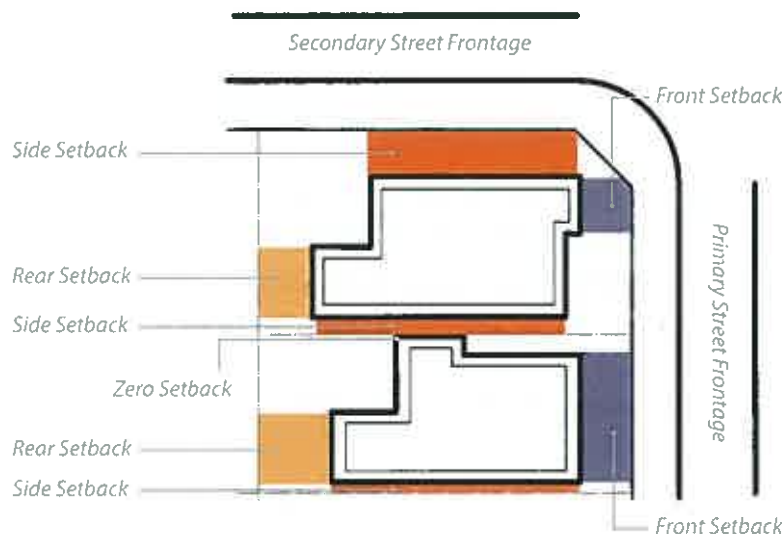 Secondary Street Frontage
Front Setback
Side Setback
Primary Street Frontage
Rear Setback
Side Setback
Zero Setback
Rear Setback
Side Setback
Front Setback